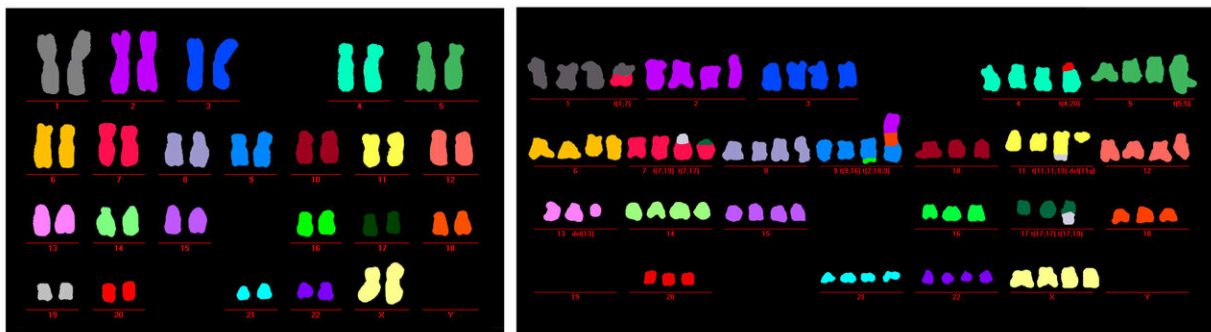 1 2 3 4 5
6 7 8 9 10 11 12
13 14 15 16 17 18
19 20 21 22 X Y
1 t(1;7) 2 3 4 t(4;20) 5 t(5;5)
6 7 t(7;19) t(7;17) 8 9 t(9;16) t(2;18;9) 10 11 t(11;11;19) del(11q) 12
13 del(13) 14 15 16 17 t(17;17) t(17;19) 18
19 20 21 22 X Y